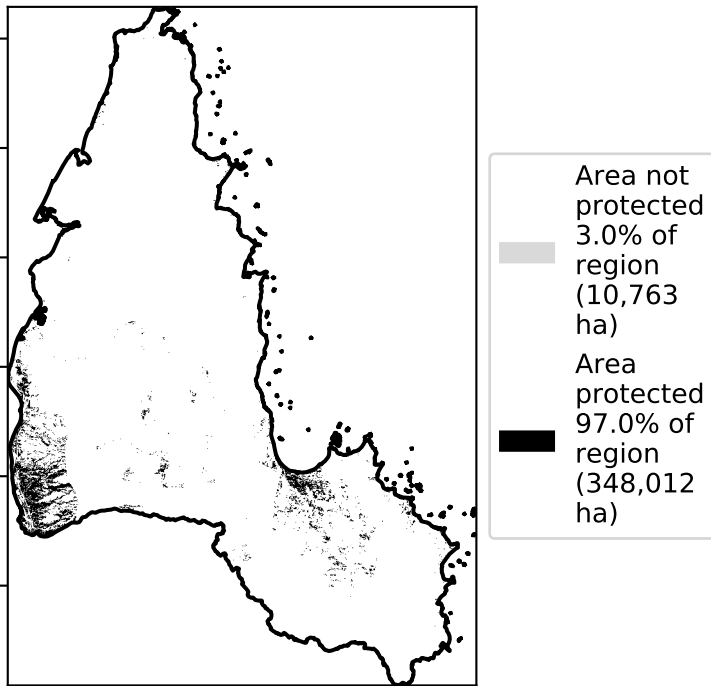 Area not
protected
3.0% of
region
(10,763
ha)
Area
protected
97.0% of
region
(348,012
ha)